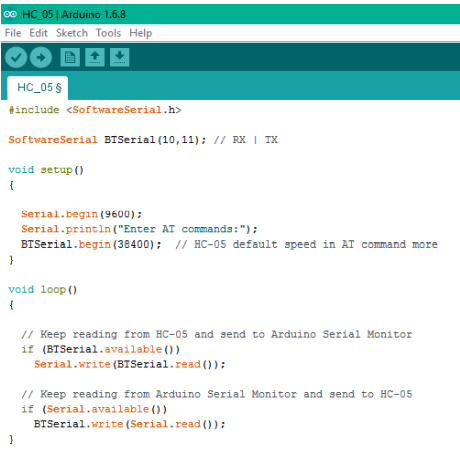 HC_05 | Arduino 1.6.8
File Edit Sketch Tools Help
HC_05 §
#include <SoftwareSerial.h>
SoftwareSerial BTSerial(10,11); // RX | TX
void setup()
{
Serial.begin(9600);
Serial.println("Enter AT commands:");
BTSerial.begin(38400);  // HC-05 default speed in AT command more
}
void loop()
{
// Keep reading from HC-05 and send to Arduino Serial Monitor
if (BTSerial.available())
Serial.write(BTSerial.read());
// Keep reading from Arduino Serial Monitor and send to HC-05
if (Serial.available())
BTSerial.write(Serial.read());
}